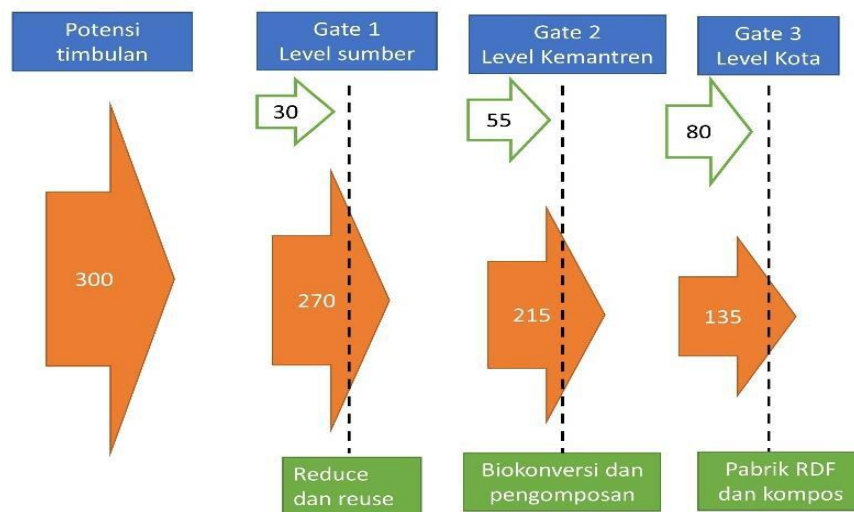 Potensi
timbulan
Gate 1
Level sumber
Gate 2
Level Kemantren
Gate 3
Level Kota
30
55
80
300
270
215
135
Reduce
dan reuse
Biokonversi dan
pengomposan
Pabrik RDF
dan kompos